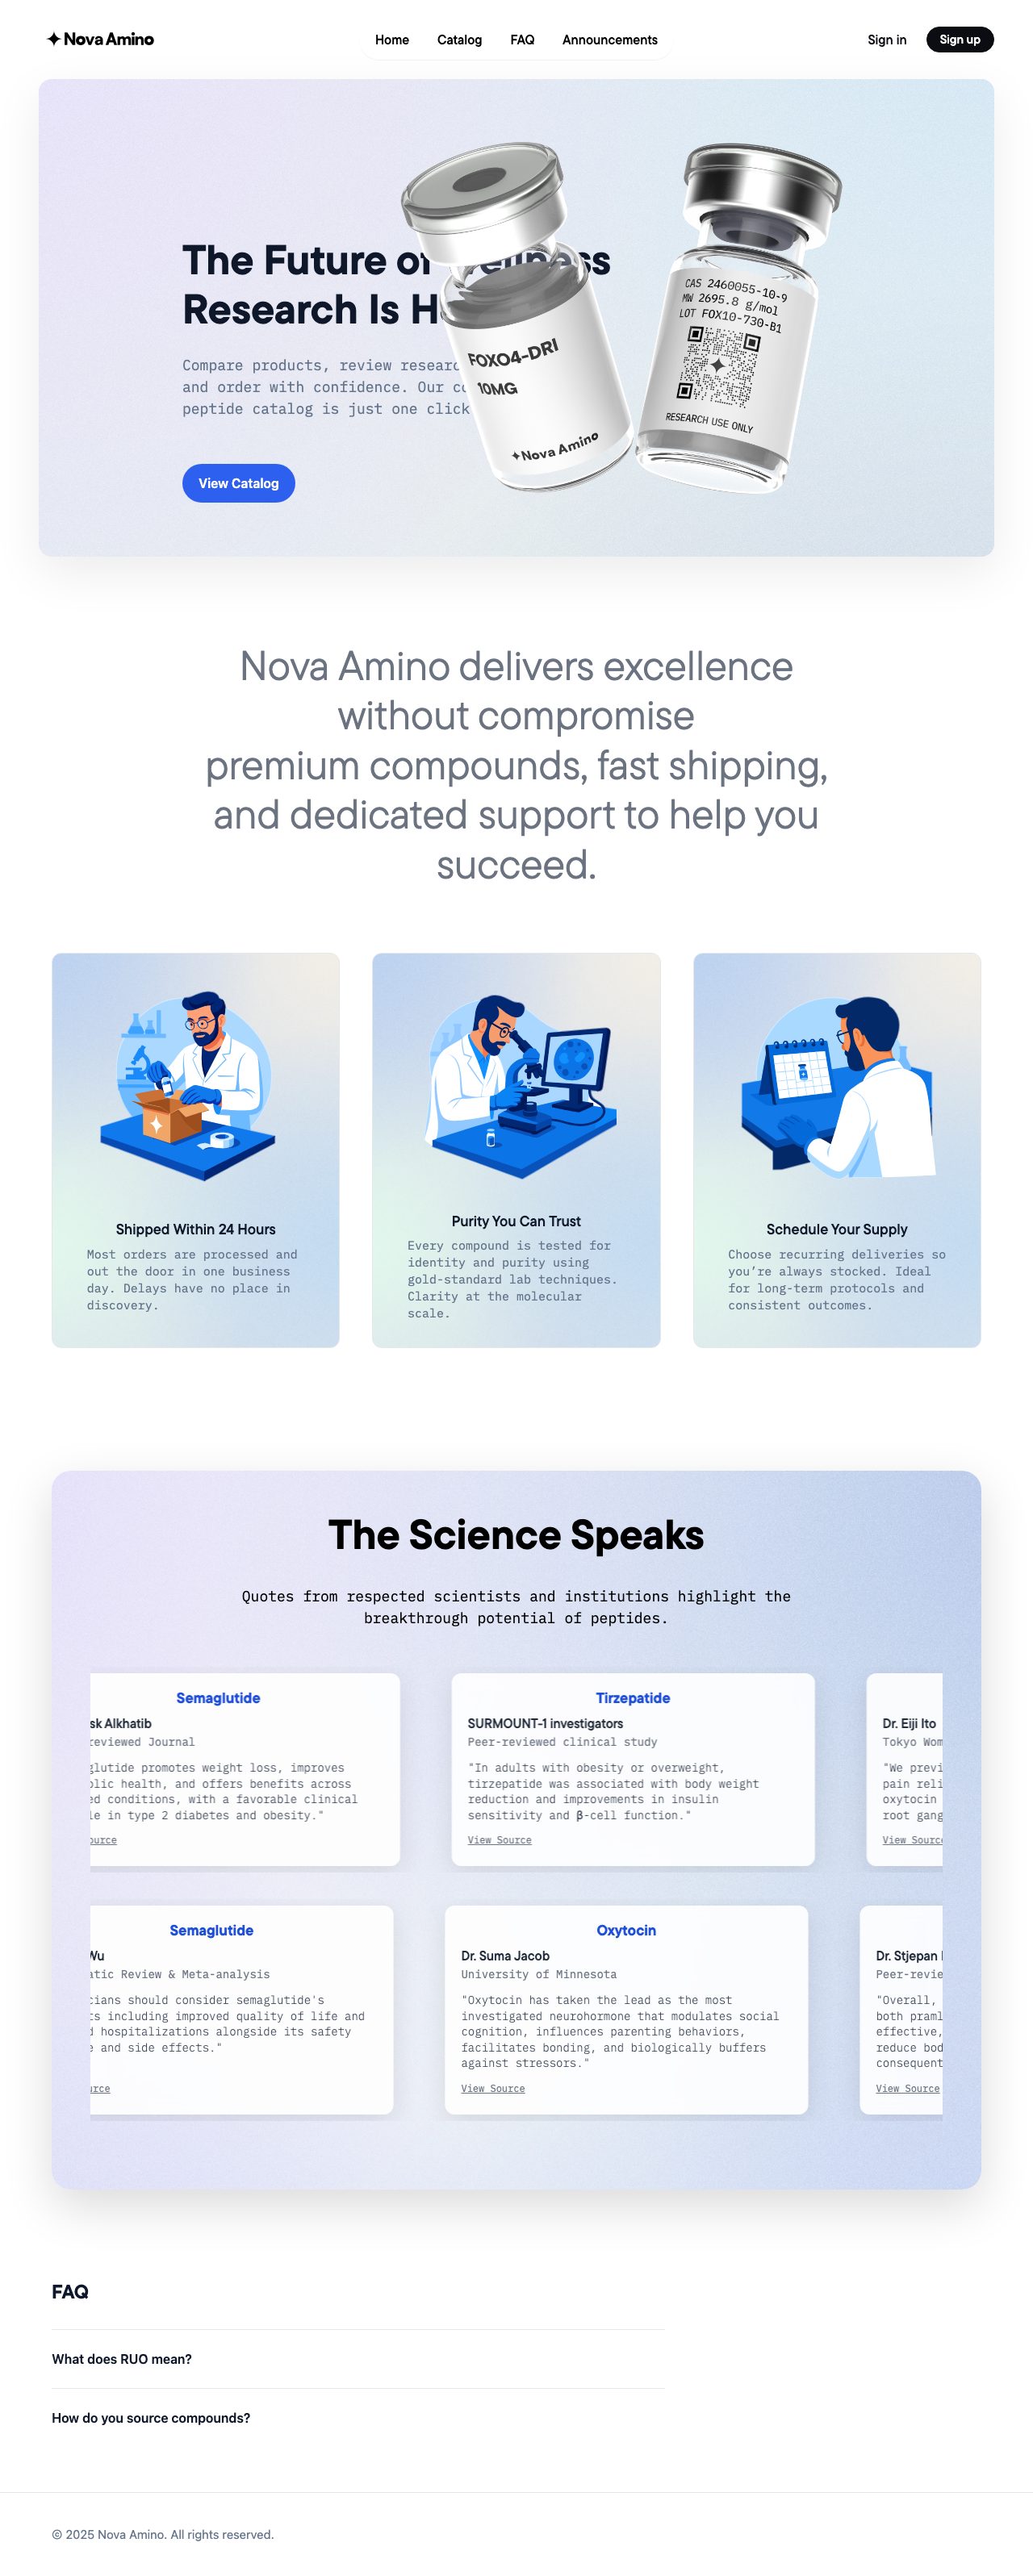 Nova Amino
Home Catalog FAQ Announcements
Sign in Sign up
The Future of Wellness
Research Is H
Compare products, review researc
and order with confidence. Our co
peptide catalog is just one click
View Catalog
FOXO4-DRI
10MG
Nova Amino
CAS 2460055-10-9
MW 2695.8 g/mol
LOT FOX10-730-B1
RESEARCH USE ONLY
Nova Amino delivers excellence
without compromise
premium compounds, fast shipping,
and dedicated support to help you
succeed.
Shipped Within 24 Hours
Most orders are processed and
out the door in one business
day. Delays have no place in
discovery.
Purity You Can Trust
Every compound is tested for
identity and purity using
gold-standard lab techniques.
Clarity at the molecular
scale.
Schedule Your Supply
Choose recurring deliveries so
you’re always stocked. Ideal
for long-term protocols and
consistent outcomes.
The Science Speaks
Quotes from respected scientists and institutions highlight the
breakthrough potential of peptides.
Semaglutide
sk Alkhatib
reviewed Journal
glutide promotes weight loss, improves
olic health, and offers benefits across
ed conditions, with a favorable clinical
le in type 2 diabetes and obesity."
ource
Tirzepatide
SURMOUNT-1 investigators
Peer-reviewed clinical study
"In adults with obesity or overweight,
tirzepatide was associated with body weight
reduction and improvements in insulin
sensitivity and β-cell function."
View Source
Dr. Eiji Ito
Tokyo Wom
"We previ
pain reli
oxytocin
root gang
View Source
Semaglutide
Wu
atic Review & Meta-analysis
cians should consider semaglutide's
ts including improved quality of life and
d hospitalizations alongside its safety
e and side effects."
urce
Oxytocin
Dr. Suma Jacob
University of Minnesota
"Oxytocin has taken the lead as the most
investigated neurohormone that modulates social
cognition, influences parenting behaviors,
facilitates bonding, and biologically buffers
against stressors."
View Source
Dr. Stjepan
Peer-revie
"Overall,
both praml
effective,
reduce bod
consequent
View Source
FAQ
What does RUO mean?
How do you source compounds?
© 2025 Nova Amino. All rights reserved.